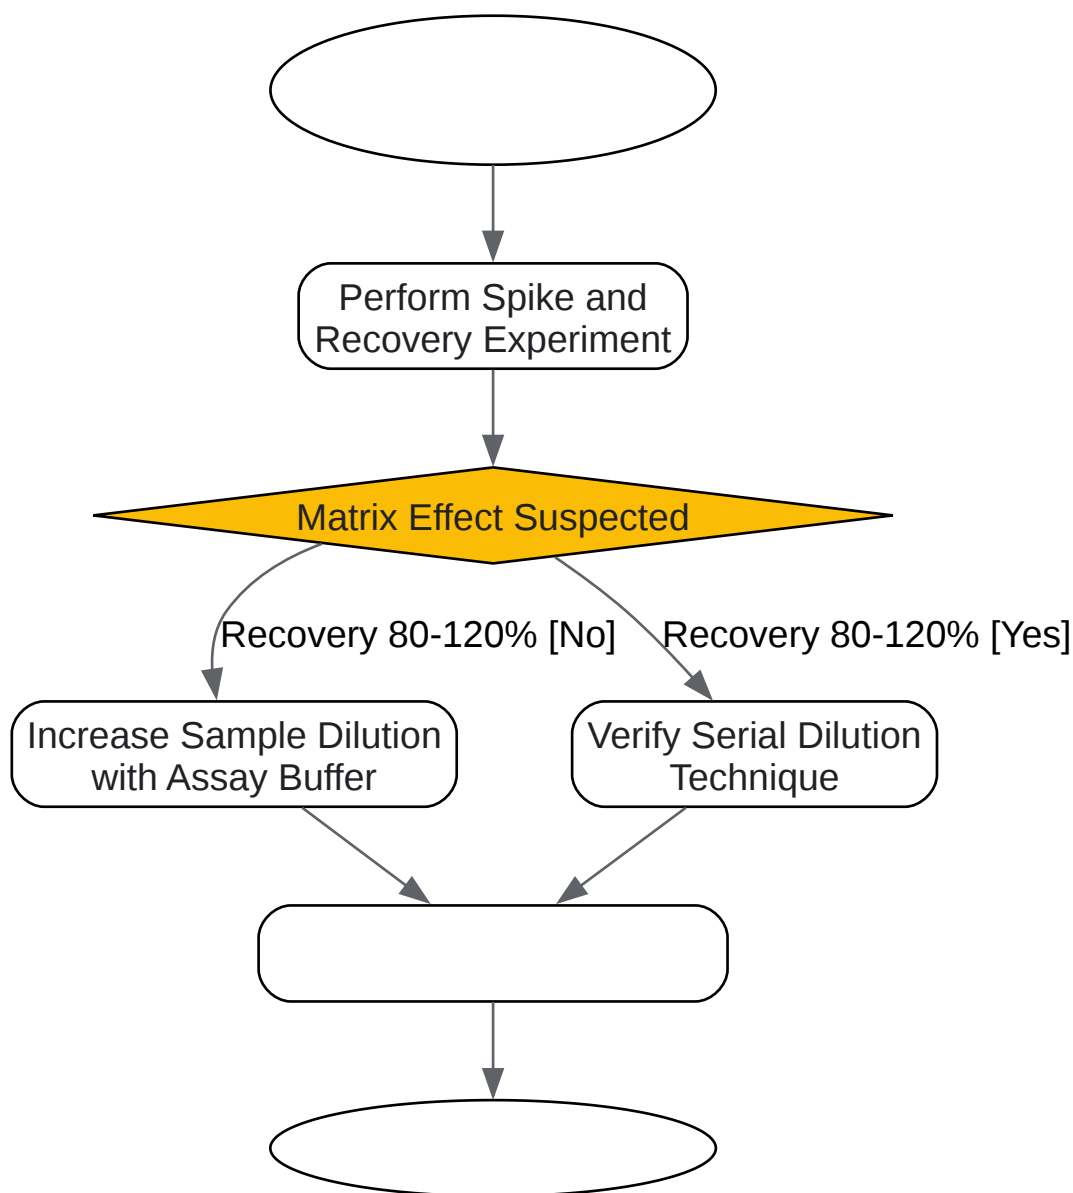 Perform Spike and
Recovery Experiment
Matrix Effect Suspected
Recovery 80-120% [No]
Recovery 80-120% [Yes]
Increase Sample Dilution
with Assay Buffer
Verify Serial Dilution
Technique